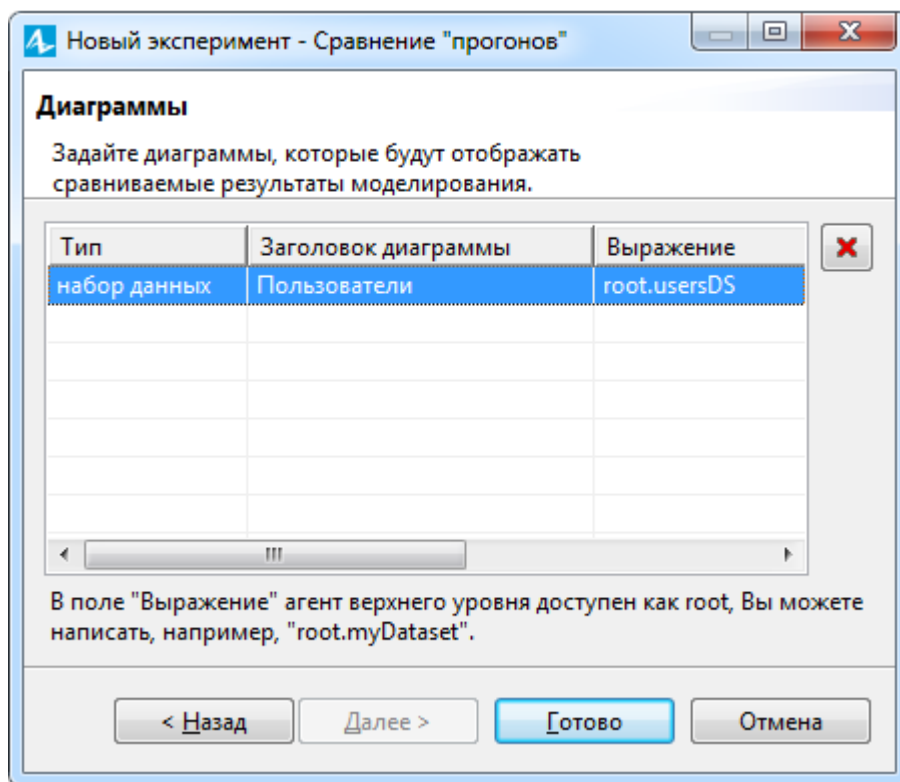 Новый эксперимент - Сравнение "прогонов"
Диаграммы
Задайте диаграммы, которые будут отображать
сравниваемые результаты моделирования.
Тип Заголовок диаграммы Выражение
набор данных Пользователи root.usersDS
В поле "Выражение" агент верхнего уровня доступен как root, Вы можете
написать, например, "root.myDataset".
< Назад Далее > Готово Отмена